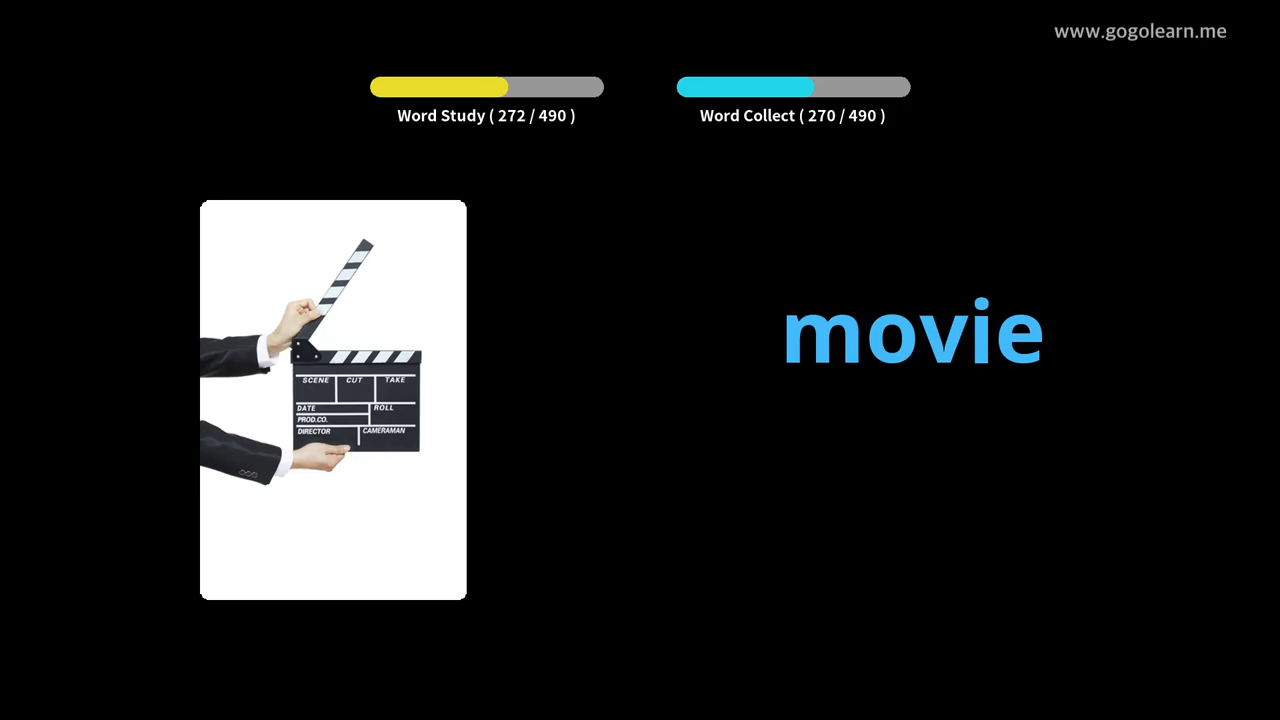 www.gogolearn.me
Word Study ( 272 / 490 )
Word Collect ( 270 / 490 )
movie
SCENE CUT TAKE
DATE ROLL
PROD.CO.
DIRECTOR CAMERAMAN